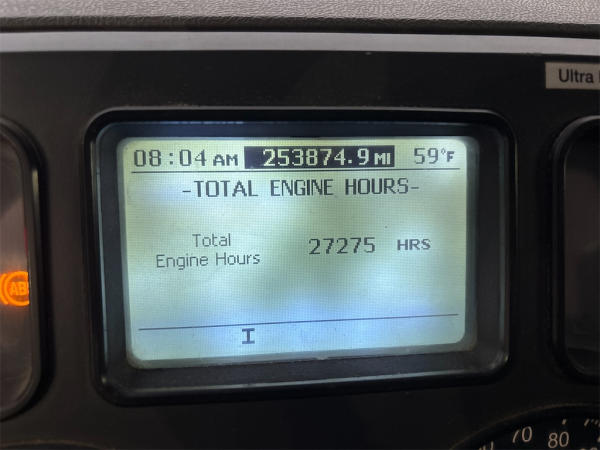 Ultra
08:04 AM 253874.9 MI 59°F
-TOTAL ENGINE HOURS-
Total
Engine Hours 27275 HRS
I
70
80